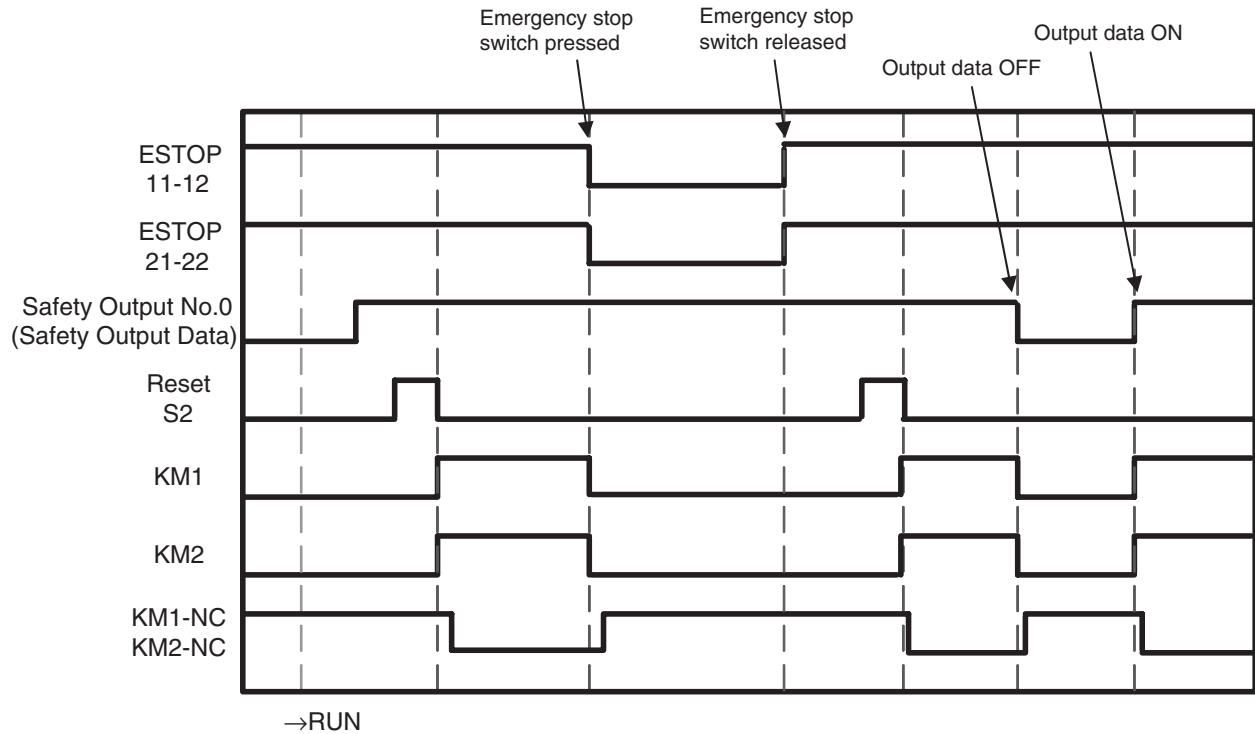 Emergency stop
switch pressed
Emergency stop
switch released
Output data OFF
Output data ON
ESTOP
11-12
ESTOP
21-22
Safety Output No.0
(Safety Output Data)
Reset
S2
KM1
KM2
KM1-NC
KM2-NC
→RUN